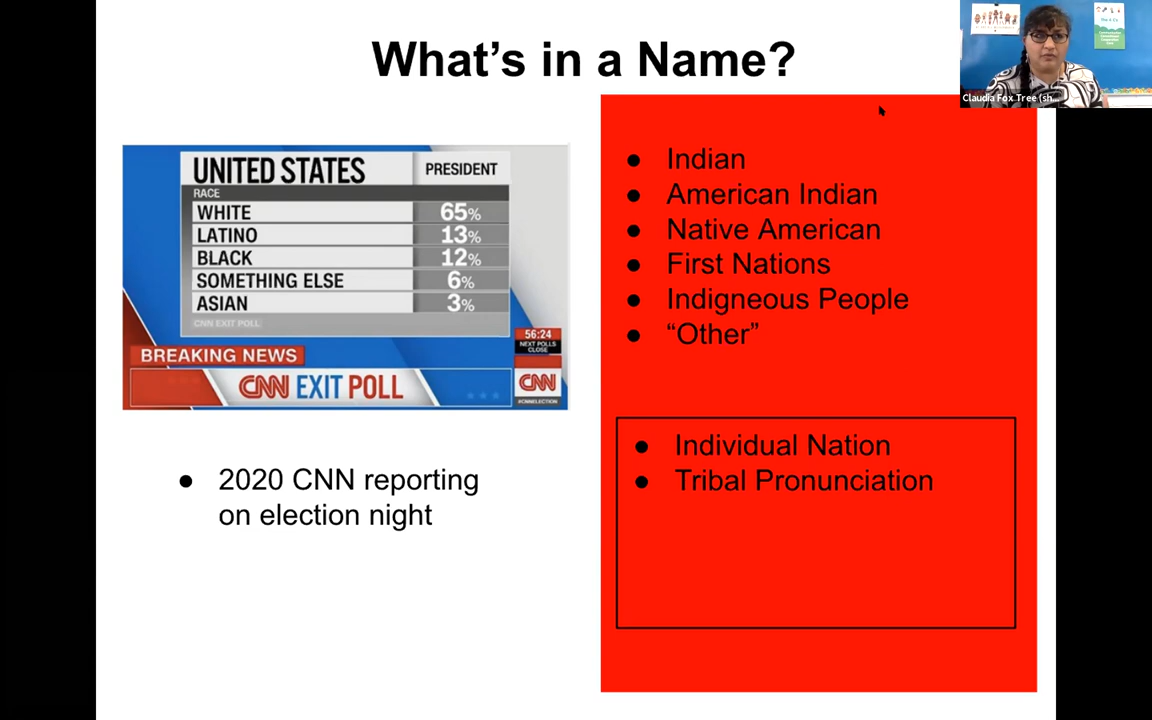 What's in a Name?
Claudia Fox Tree (sh...
UNITED STATES
PRESIDENT
RACE
WHITE 65%
LATINO 13%
BLACK 12%
SOMETHING ELSE 6%
ASIAN 3%
CNN EXIT POLL
56:24
NEXT POLLS
CLOSE
BREAKING NEWS
CNN EXIT POLL
CNN
#CNNELECTION
● 2020 CNN reporting
on election night
● Indian
● American Indian
● Native American
● First Nations
● Indigneous People
● “Other”
● Individual Nation
● Tribal Pronunciation